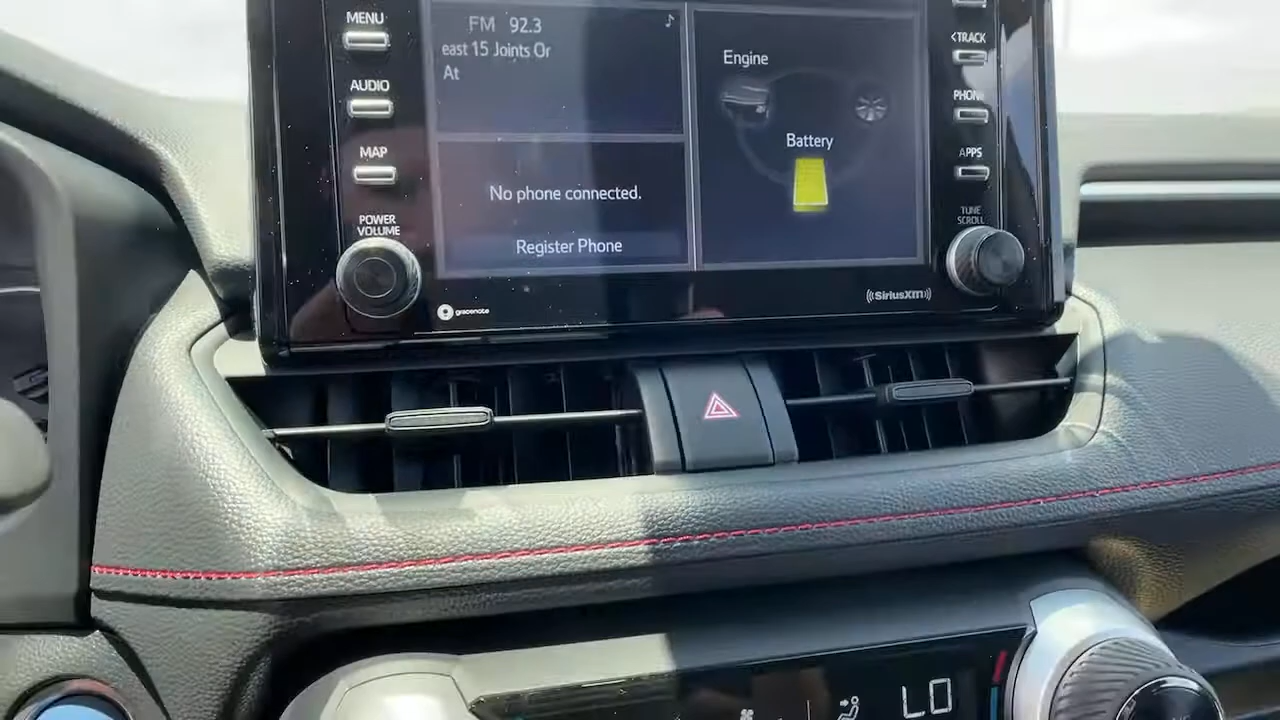 MENU
AUDIO
MAP
POWER
VOLUME
FM 92.3
east 15 Joints Or
At
No phone connected.
Register Phone
Engine
Battery
<TRACK
PHONE
APPS
TUNE
SCROLL
gracenote
((SiriusXM))
LO